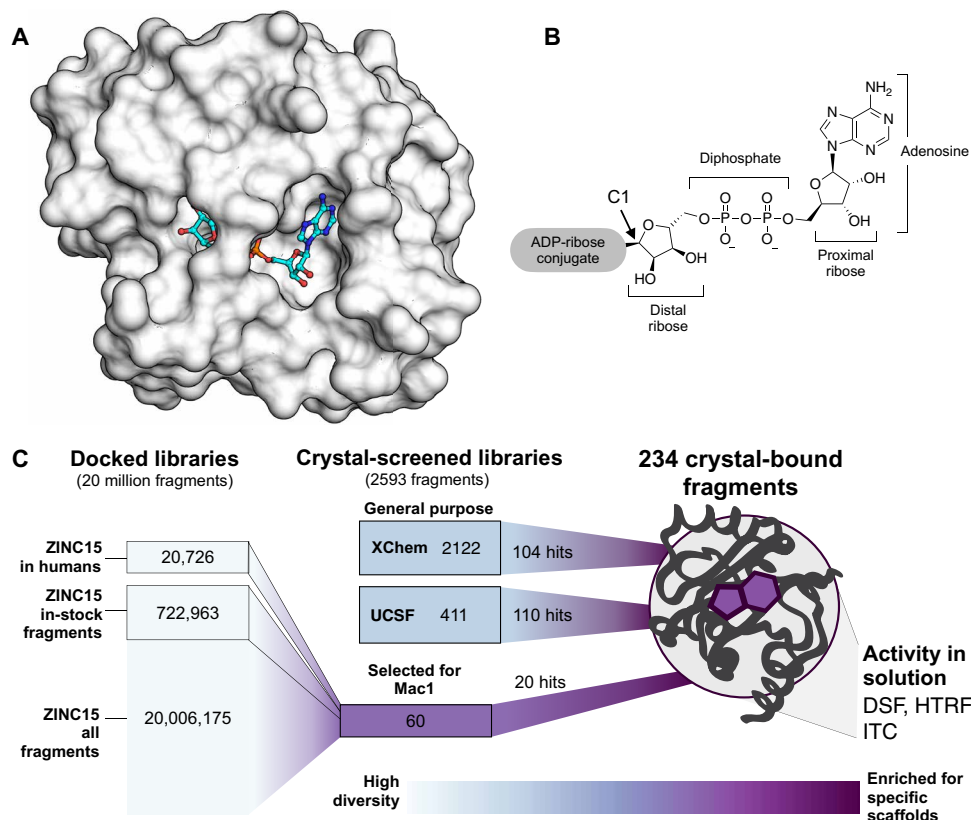 A
B
NH2
N
N
N
N
Adenosine
Diphosphate
O
O
O
O
P
O
P
O
O
O
OH
OH
C1
ADP-ribose
conjugate
O
OH
HO
Proximal
ribose
Distal
ribose
C
Docked libraries
(20 million fragments)
Crystal-screened libraries
(2593 fragments)
234 crystal-bound
fragments
General purpose
XChem 2122
104 hits
ZINC15
in humans
20,726
ZINC15
in-stock
fragments
722,963
UCSF 411
110 hits
Selected for
Mac1
20 hits
60
Activity in
solution
DSF, HTRF
ITC
ZINC15
all
fragments
20,006,175
High
diversity
Enriched for
specific
scaffolds